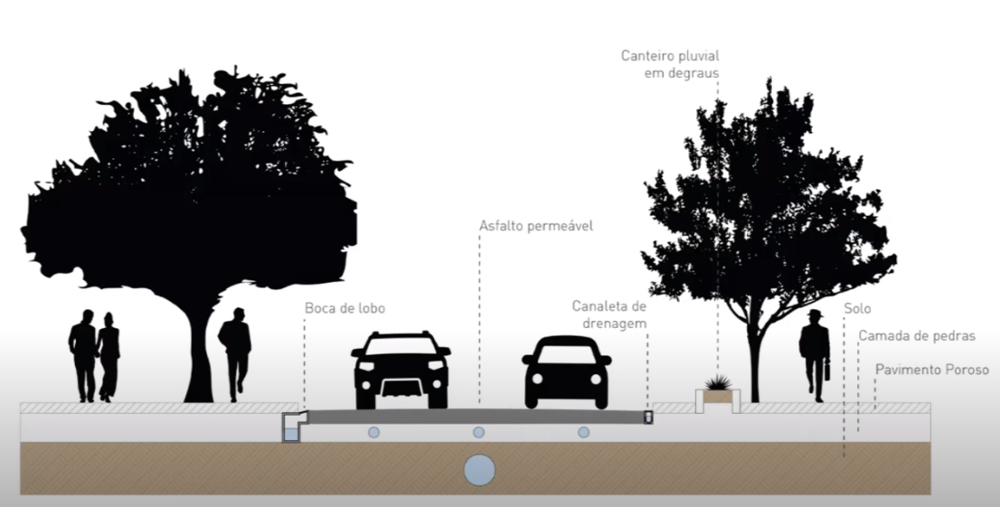 Canteiro pluvial
em degraus
Asfalto permeável
Boca de lobo
Canaleta de
drenagem
Solo
Camada de pedras
Pavimento Poroso